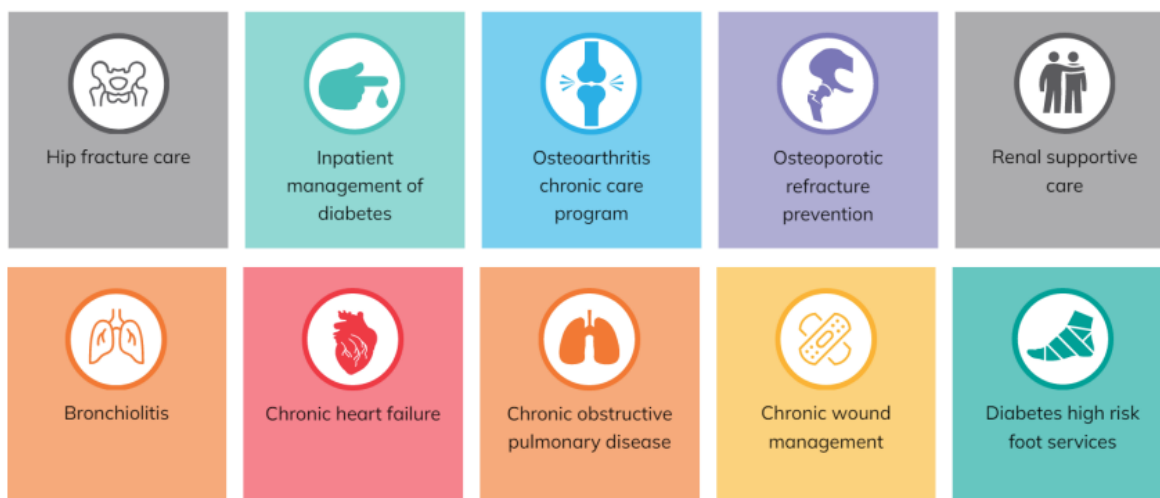 Hip fracture care
Inpatient
management of
diabetes
Osteoarthritis
chronic care
program
Osteoporotic
refracture
prevention
Renal supportive
care
Bronchiolitis
Chronic heart failure
Chronic obstructive
pulmonary disease
Chronic wound
management
Diabetes high risk
foot services